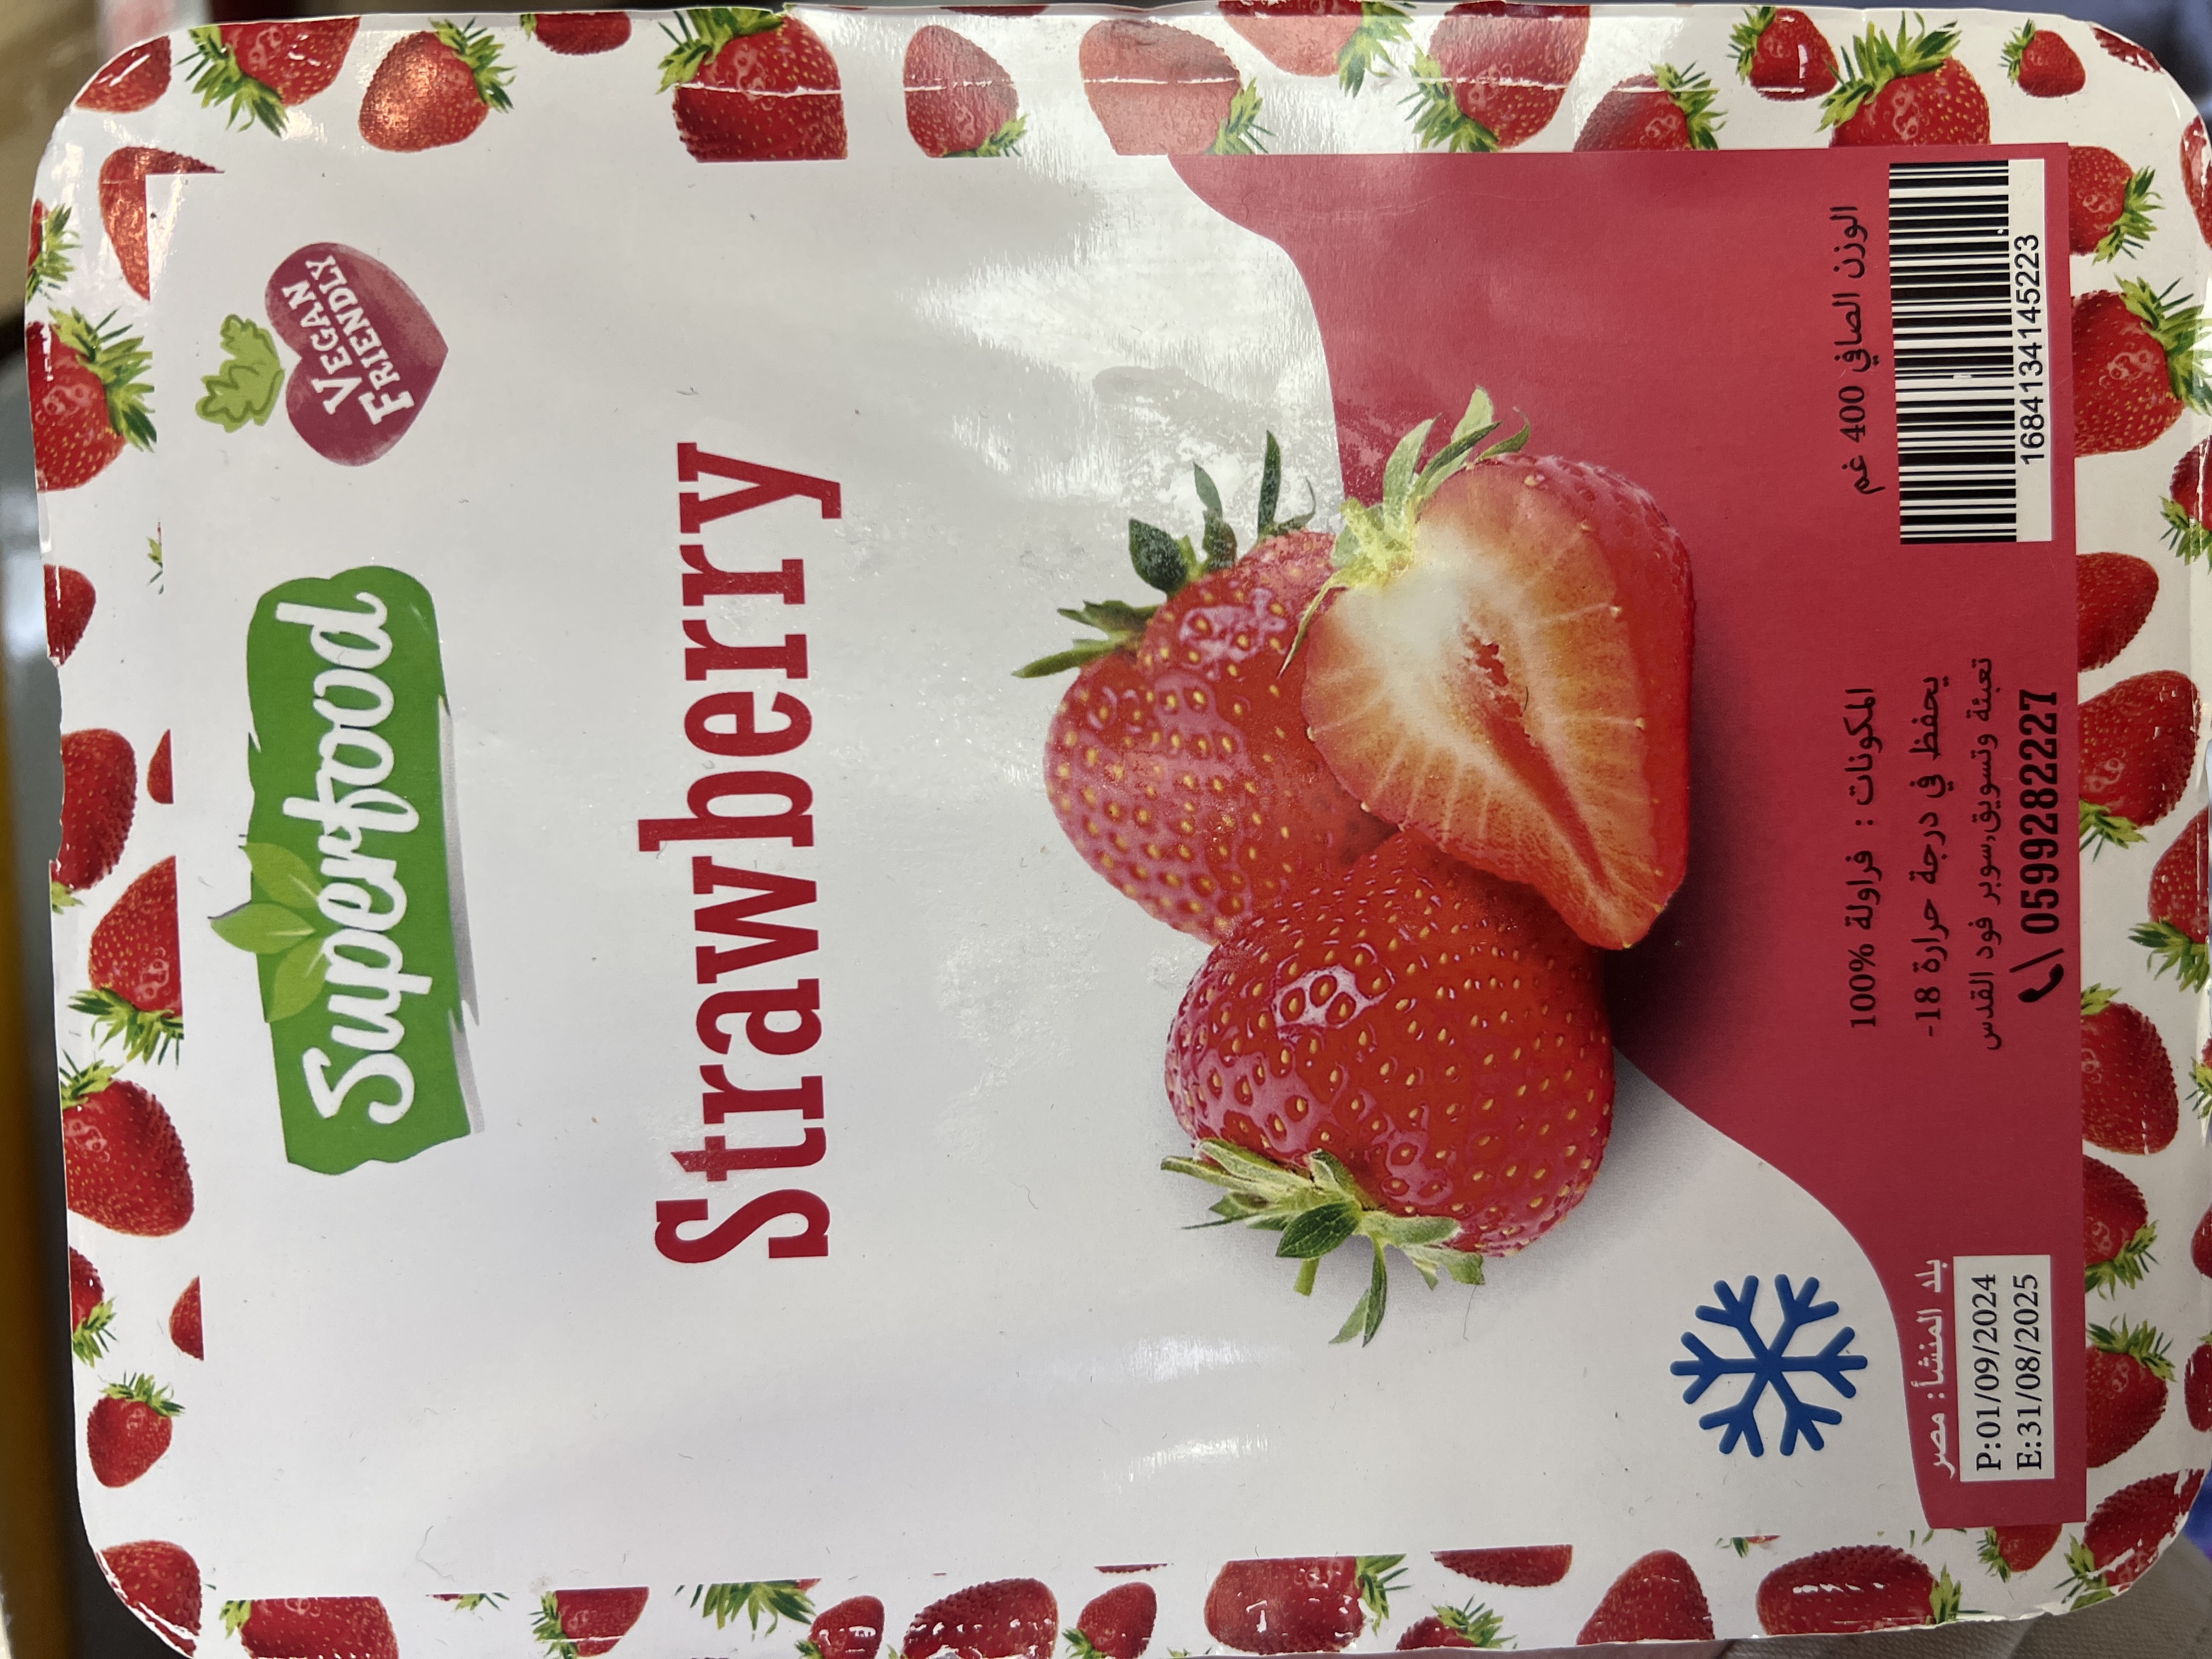 Superfood
VEGAN
FRIENDLY
Strawberry
بلد المنشأ: مصر
P:01/09/2024
E:31/08/2025
المكونات : فراولة 100%
يحفظ في درجة حرارة 18-
تعبئة وتسويق،سوبر فود القدس
0599282227
الوزن الصافي 400 غم
1684134145223